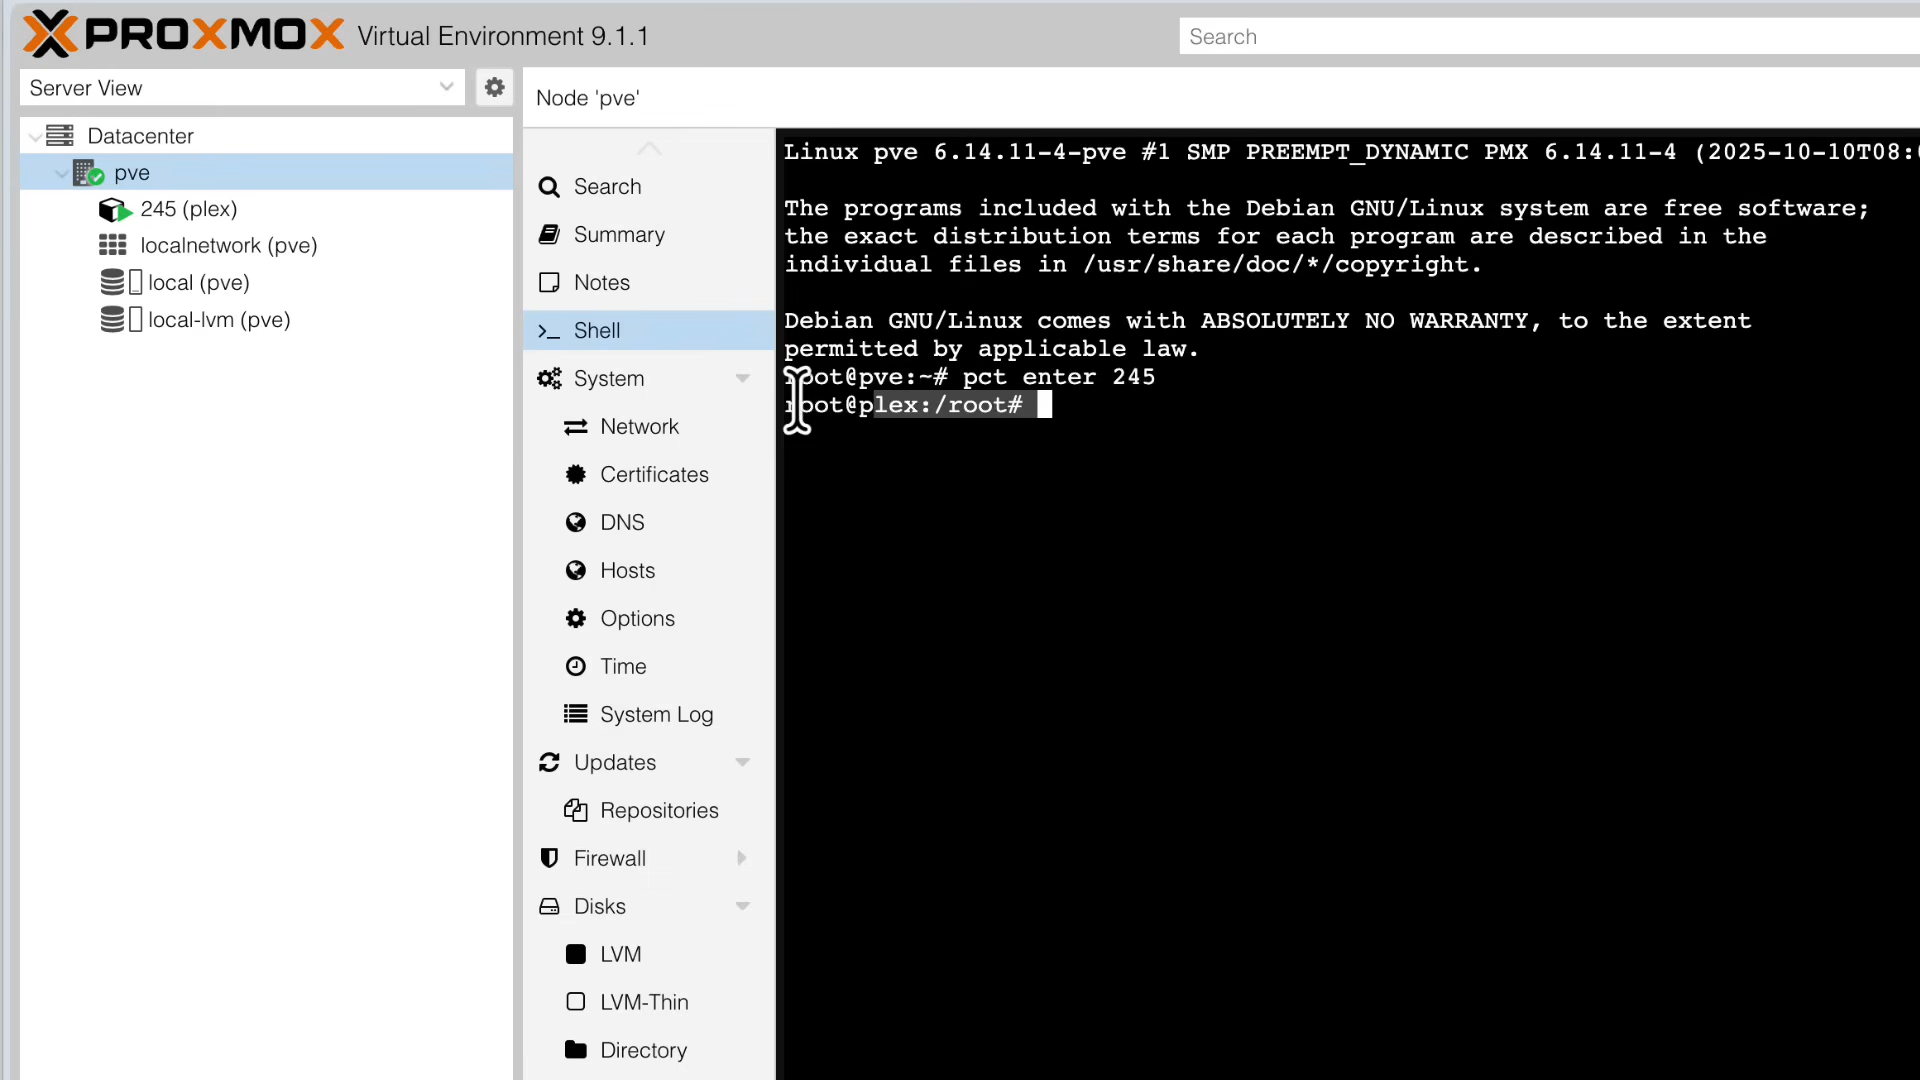 PROXMOX Virtual Environment 9.1.1
Search
Server View
Node 'pve'
Datacenter
pve
245 (plex)
localnetwork (pve)
local (pve)
local-lvm (pve)
Search
Summary
Notes
Shell
System
Network
Certificates
DNS
Hosts
Options
Time
System Log
Updates
Repositories
Firewall
Disks
LVM
LVM-Thin
Directory
Linux pve 6.14.11-4-pve #1 SMP PREEMPT_DYNAMIC PMX 6.14.11-4 (2025-10-10T08:
The programs included with the Debian GNU/Linux system are free software;
the exact distribution terms for each program are described in the
individual files in /usr/share/doc/*/copyright.
Debian GNU/Linux comes with ABSOLUTELY NO WARRANTY, to the extent
permitted by applicable law.
root@pve:~# pct enter 245
root@plex:/root#